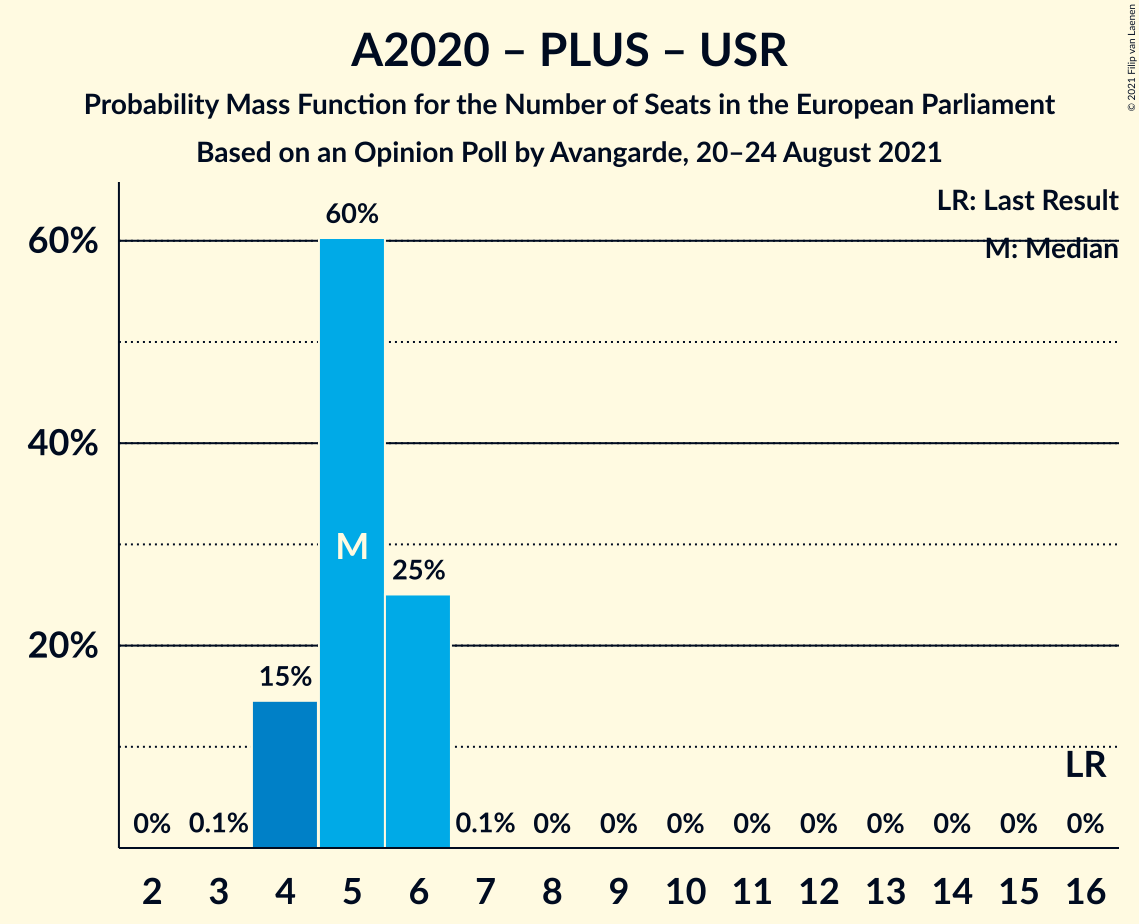 A2020 – PLUS – USR
Probability Mass Function for the Number of Seats in the European Parliament
Based on an Opinion Poll by Avangarde, 20–24 August 2021
© 2021 Filip van Laenen
LR: Last Result
M: Median
60%
40%
20%
0% 0.1% 15% 60% 25% 0.1% 0% 0% 0% 0% 0% 0% 0% 0% 0%
M
LR
2 3 4 5 6 7 8 9 10 11 12 13 14 15 16